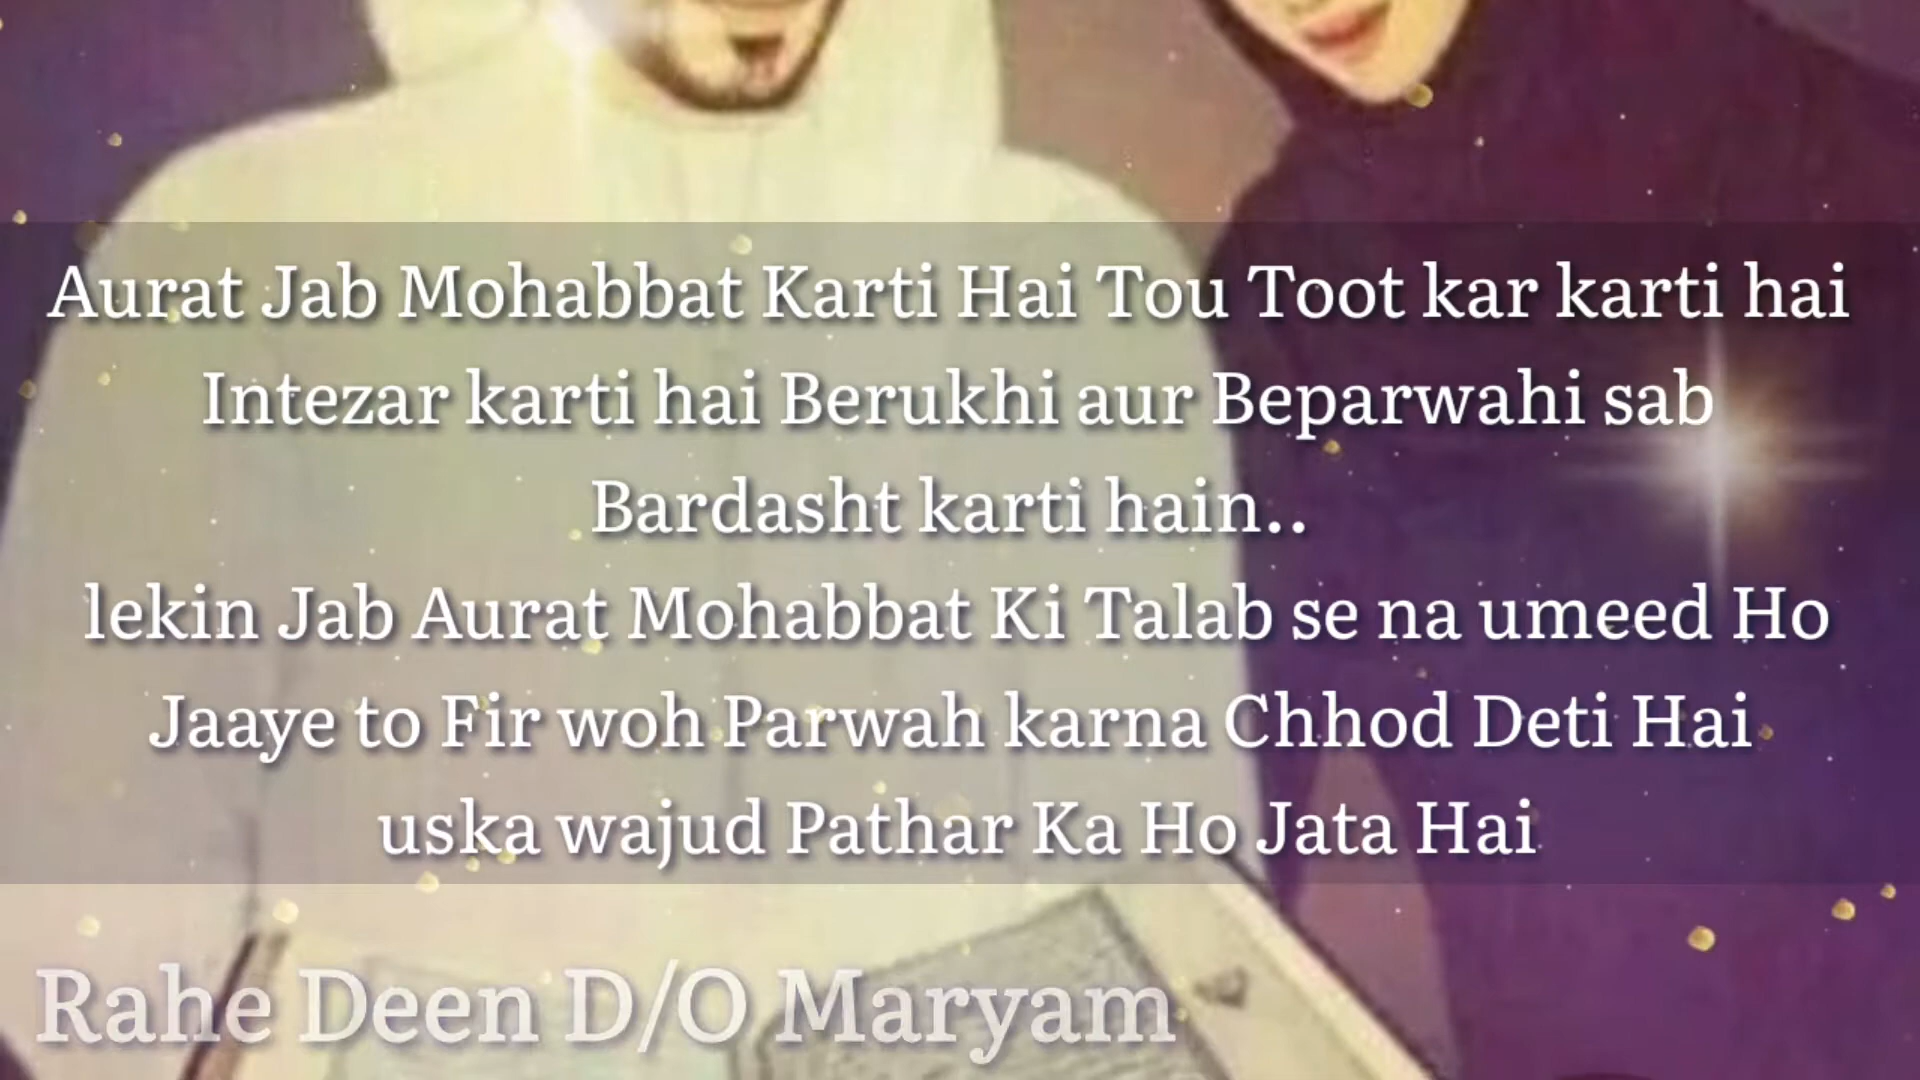 Aurat Jab Mohabbat Karti Hai Tou Toot kar karti hai
Intezar karti hai Berukhi aur Beparwahi sab
Bardasht karti hain..
lekin Jab Aurat Mohabbat Ki Talab se na umeed Ho
Jaaye to Fir woh Parwah karna Chhod Deti Hai
uska wajud Pathar Ka Ho Jata Hai
Rahe Deen D/O Maryam